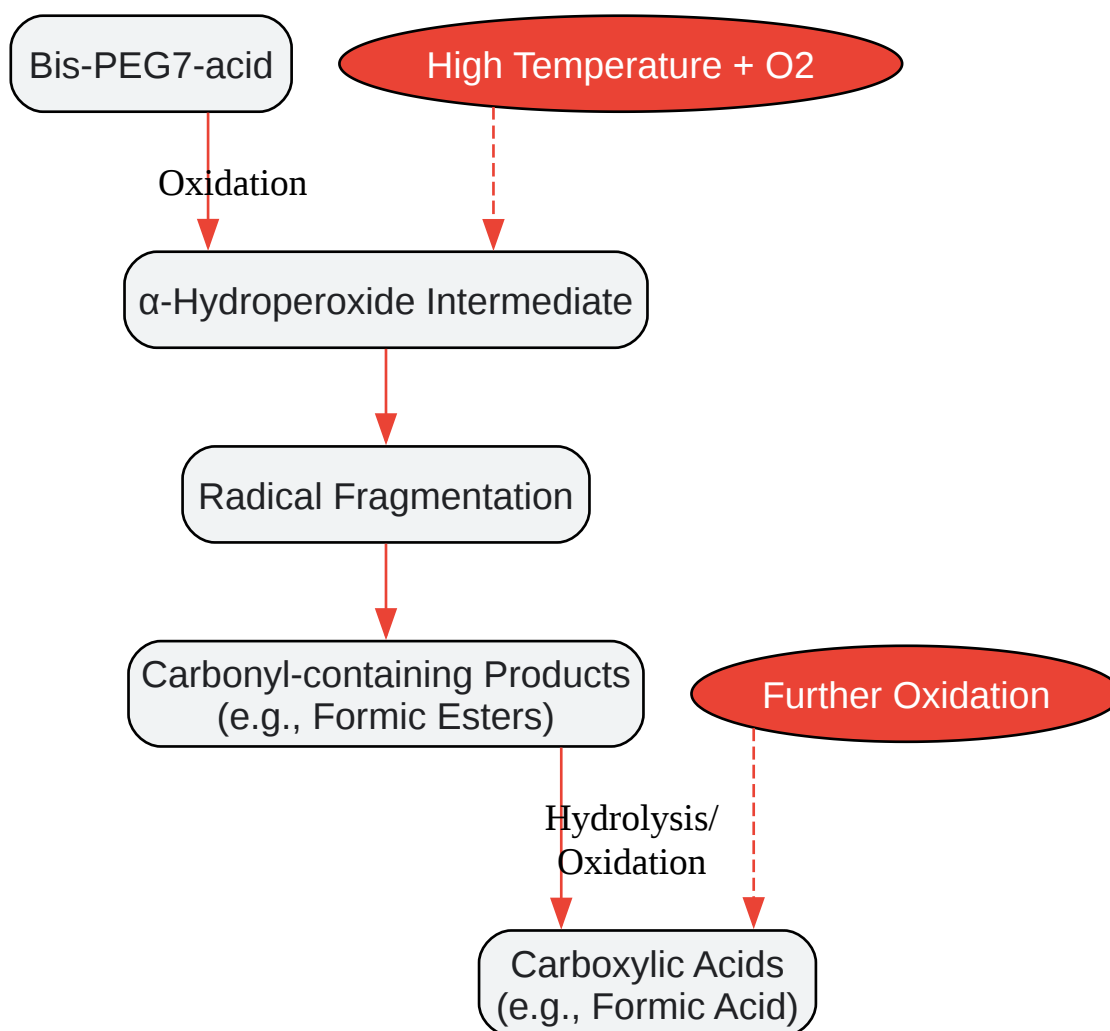 Bis-PEG7-acid
High Temperature + O2
Oxidation
α-Hydroperoxide Intermediate
Radical Fragmentation
Carbonyl-containing Products
(e.g., Formic Esters)
Further Oxidation
Hydrolysis/
Oxidation
Carboxylic Acids
(e.g., Formic Acid)